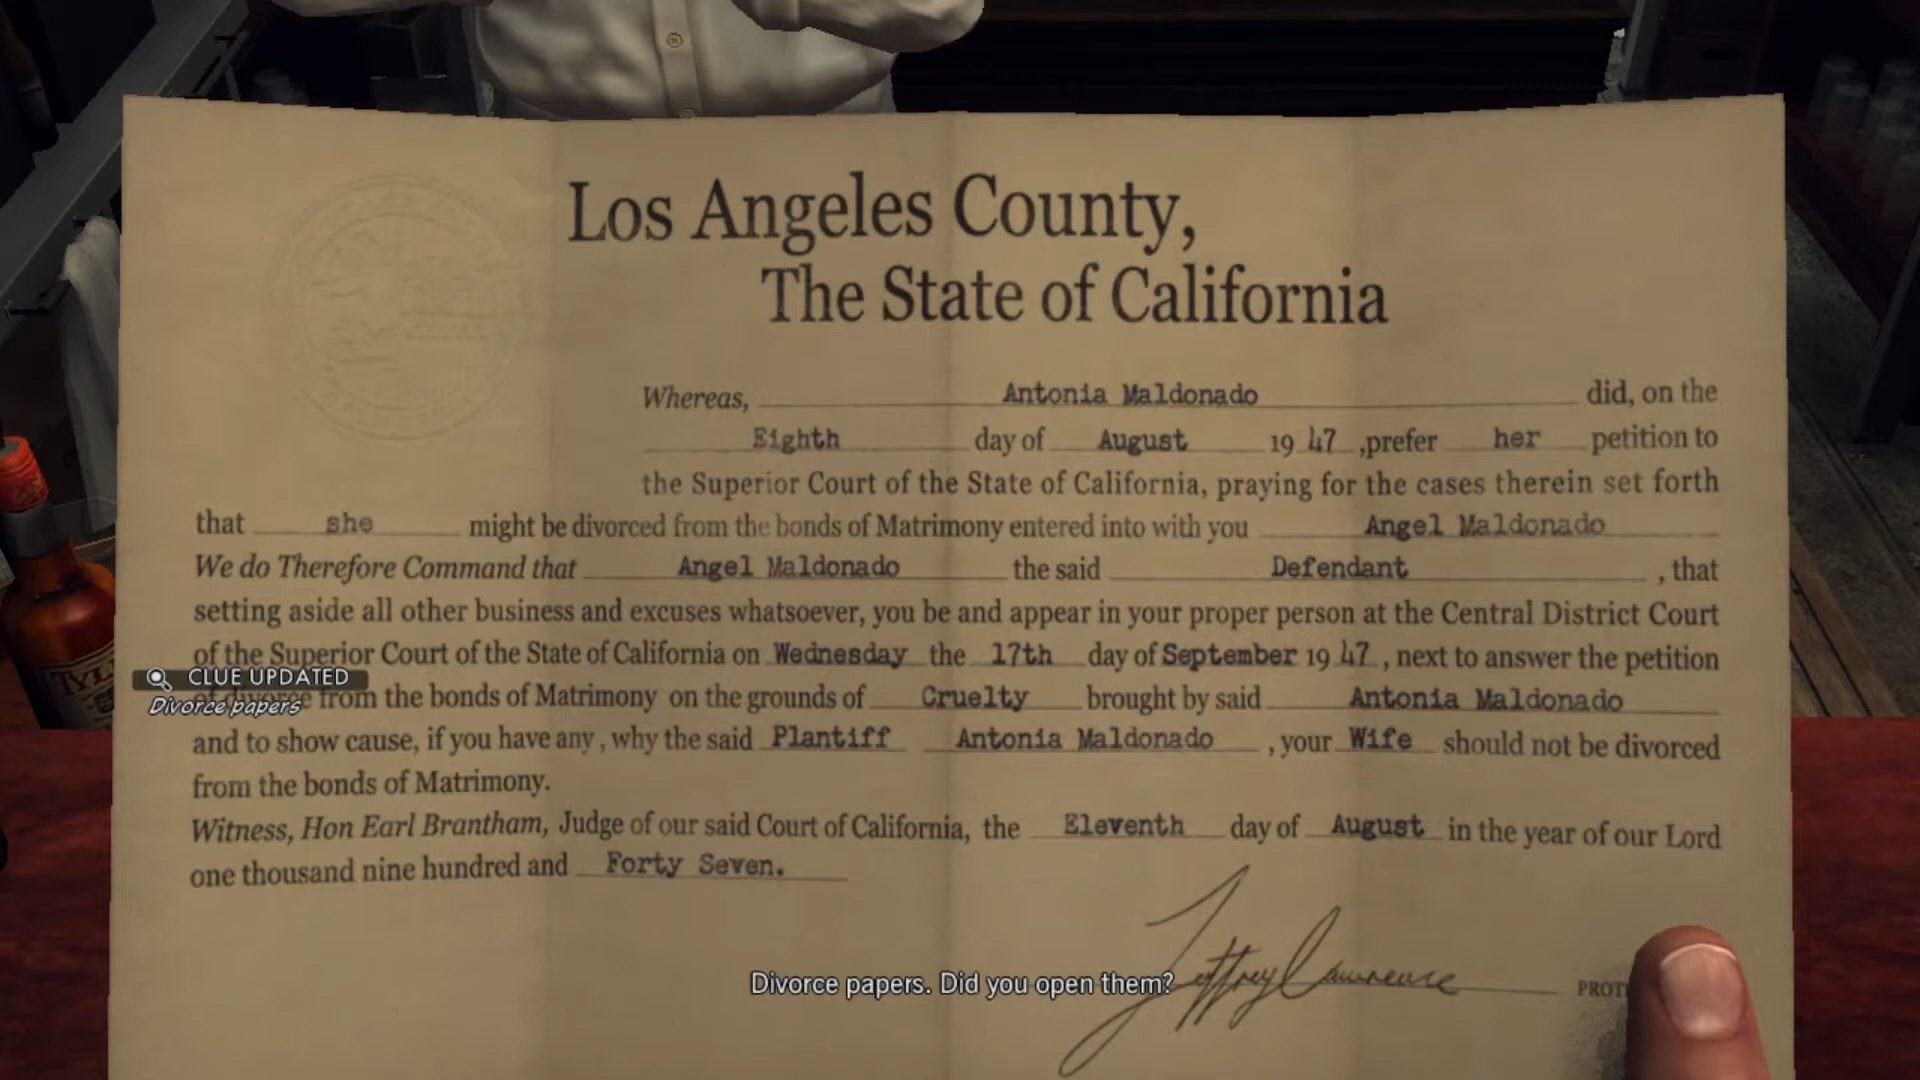 Los Angeles County,
The State of California
Whereas, Antonia Maldonado did, on the
Eighth day of August 19 47 ,prefer her petition to
the Superior Court of the State of California, praying for the cases therein set forth
that she might be divorced from the bonds of Matrimony entered into with you Angel Maldonado
We do Therefore Command that Angel Maldonado the said Defendant , that
setting aside all other business and excuses whatsoever, you be and appear in your proper person at the Central District Court
of the Superior Court of the State of California on Wednesday the 17th day of September 19 47 , next to answer the petition
CLUE UPDATED
of divorce from the bonds of Matrimony on the grounds of Cruelty brought by said Antonia Maldonado
Divorce papers
and to show cause, if you have any , why the said Plantiff Antonia Maldonado , your Wife should not be divorced
from the bonds of Matrimony.
Witness, Hon Earl Brantham, Judge of our said Court of California, the Eleventh day of August in the year of our Lord
one thousand nine hundred and Forty Seven.
Jeffrey Lawrence
Divorce papers. Did you open them?